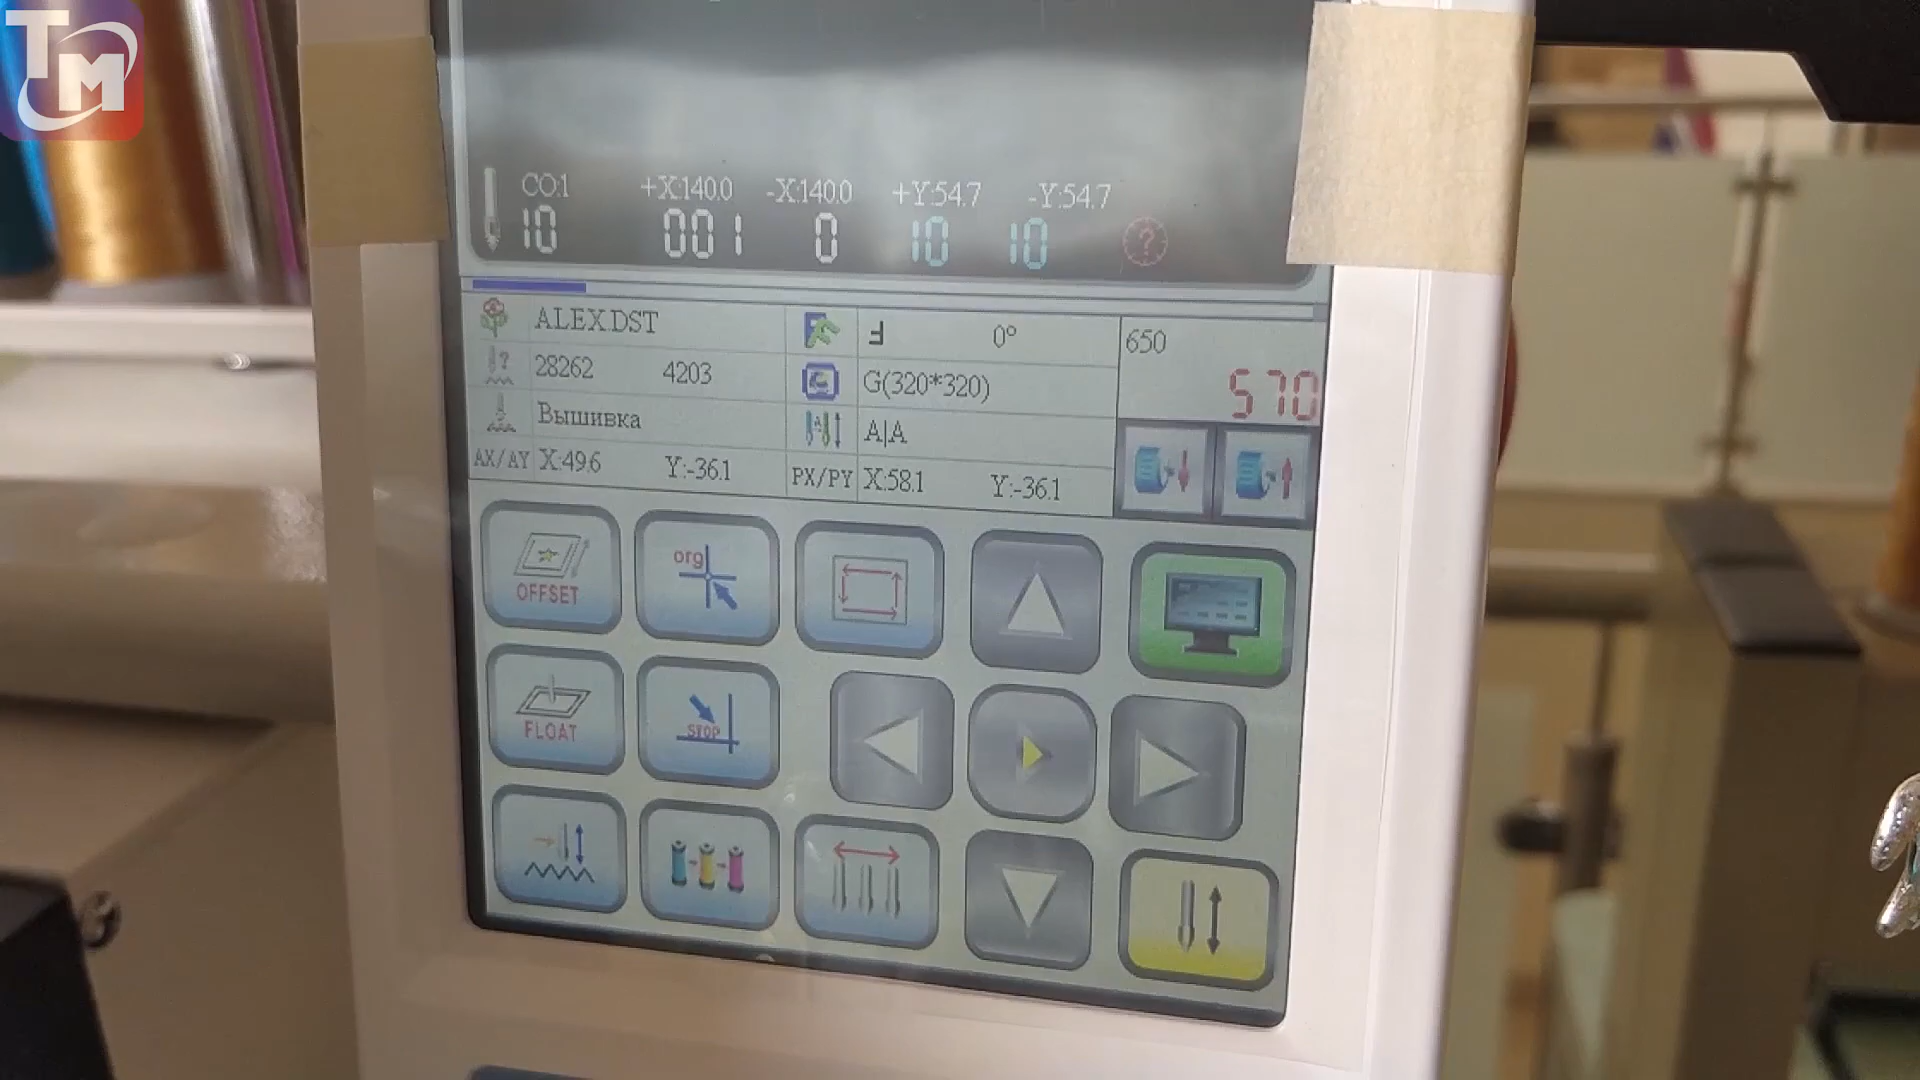 TM
CO:1 +X:140.0 -X:140.0 +Y:54.7 -Y:54.7
10 001 0 10 10 ?
ALEX.DST F 0° 650
28262 4203 G(320*320) 570
Вышивка A|A
AX/AY X:49.6 Y:-36.1 PX/PY X:58.1 Y:-36.1
OFFSET org
FLOAT STOP